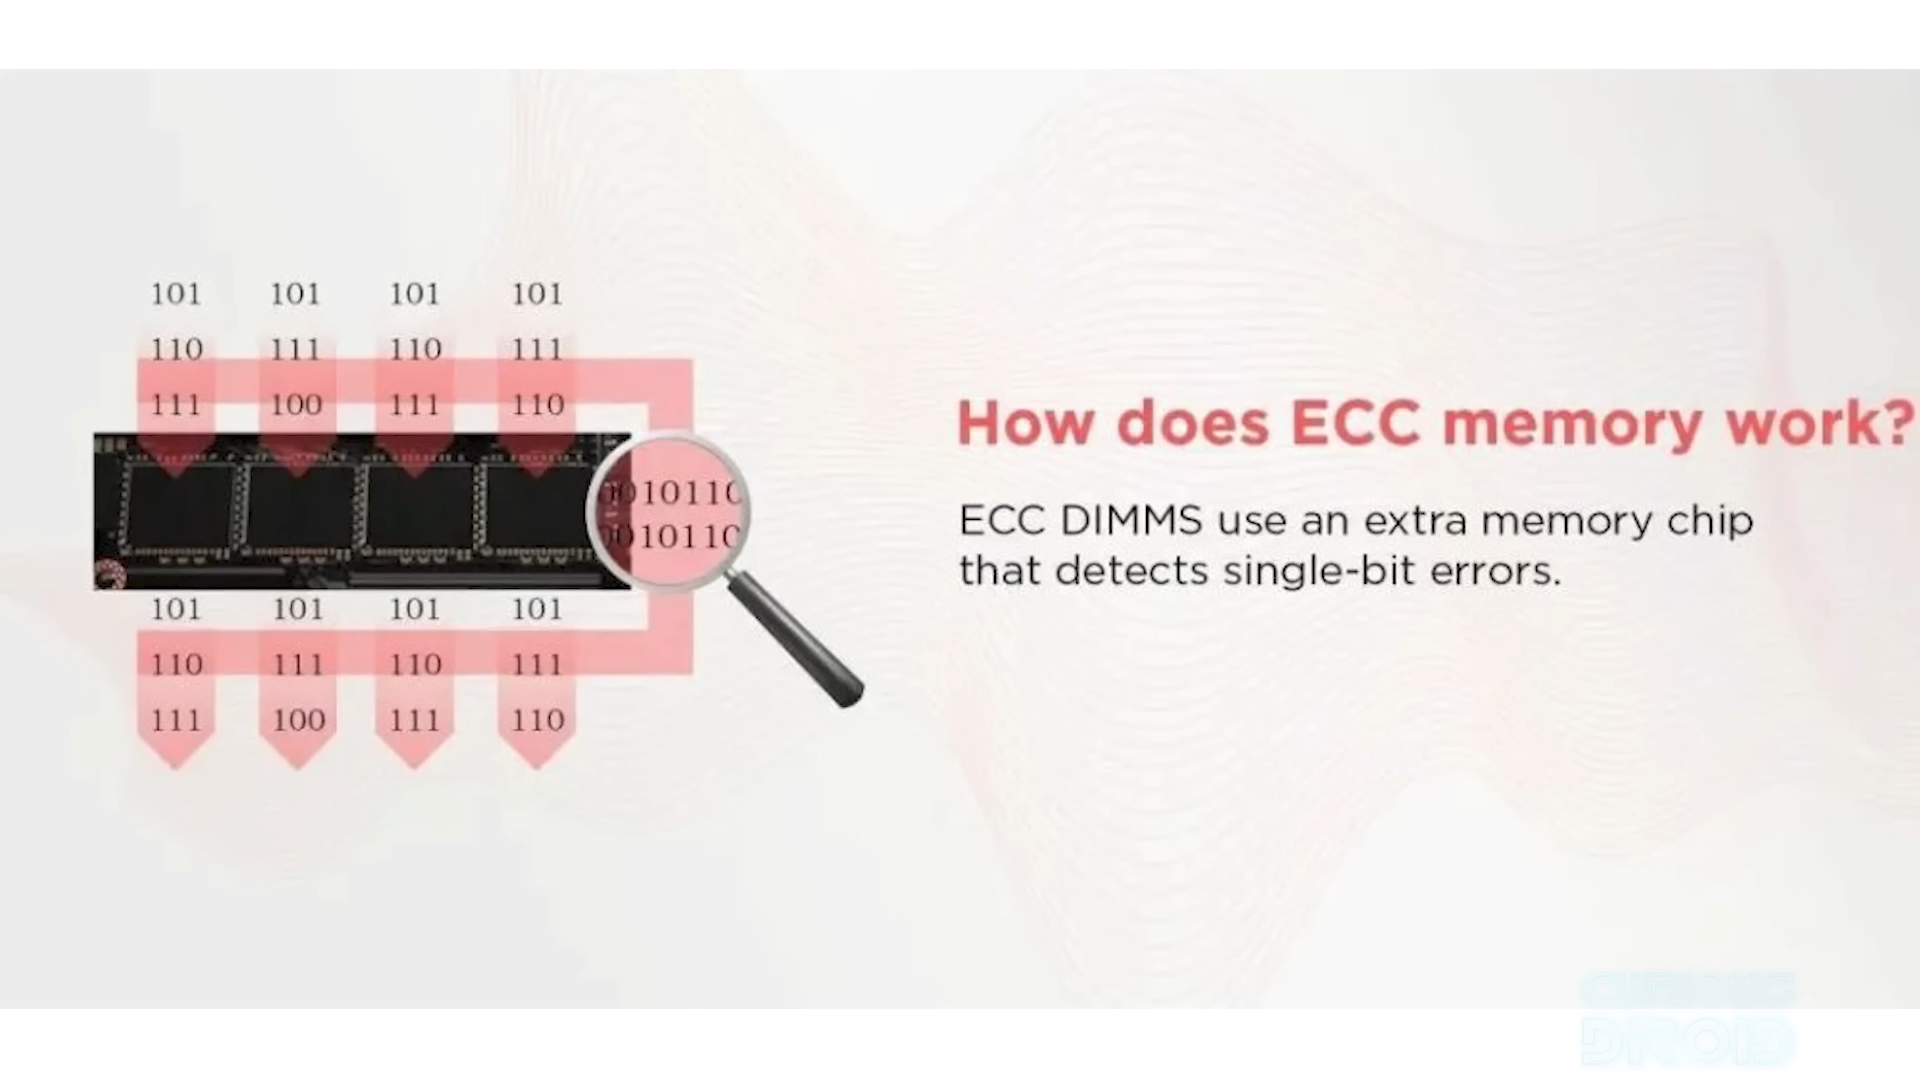 101 101 101 101
110 111 110 111
111 100 111 110
010110
010110
101 101 101 101
110 111 110 111
111 100 111 110
How does ECC memory work?
ECC DIMMS use an extra memory chip
that detects single-bit errors.
DROID